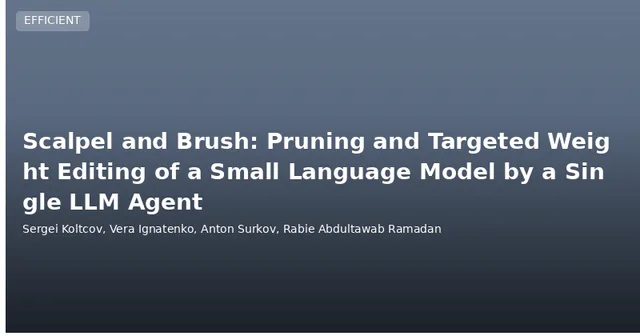 EFFICIENT
Scalpel and Brush: Pruning and Targeted Weig
ht Editing of a Small Language Model by a Sin
gle LLM Agent
Sergei Koltcov, Vera Ignatenko, Anton Surkov, Rabie Abdultawab Ramadan